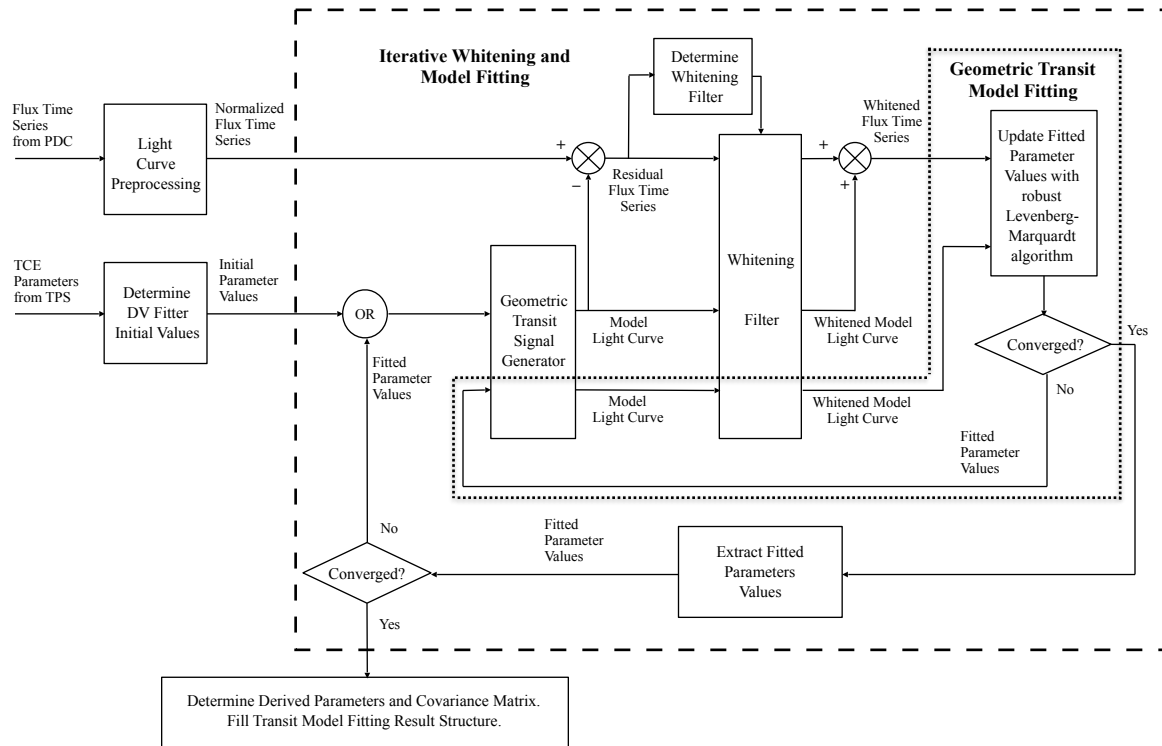 Iterative Whitening and
Model Fitting
Determine
Whitening
Filter
Geometric Transit
Model Fitting
Flux Time
Series
from PDC
Light
Curve
Preprocessing
Normalized
Flux Time
Series
+
−
Residual
Flux Time
Series
Whitening
Filter
+
+
Whitened
Flux Time
Series
Update Fitted
Parameter
Values with
robust
Levenberg-
Marquardt
algorithm
TCE
Parameters
from TPS
Determine
DV Fitter
Initial Values
Initial
Parameter
Values
OR
Fitted
Parameter
Values
Geometric
Transit
Signal
Generator
Model
Light Curve
Model
Light Curve
Whitened Model
Light Curve
Whitened Model
Light Curve
Converged?
Yes
No
Fitted
Parameter
Values
Extract Fitted
Parameters
Values
Fitted
Parameter
Values
Converged?
No
Yes
Determine Derived Parameters and Covariance Matrix.
Fill Transit Model Fitting Result Structure.